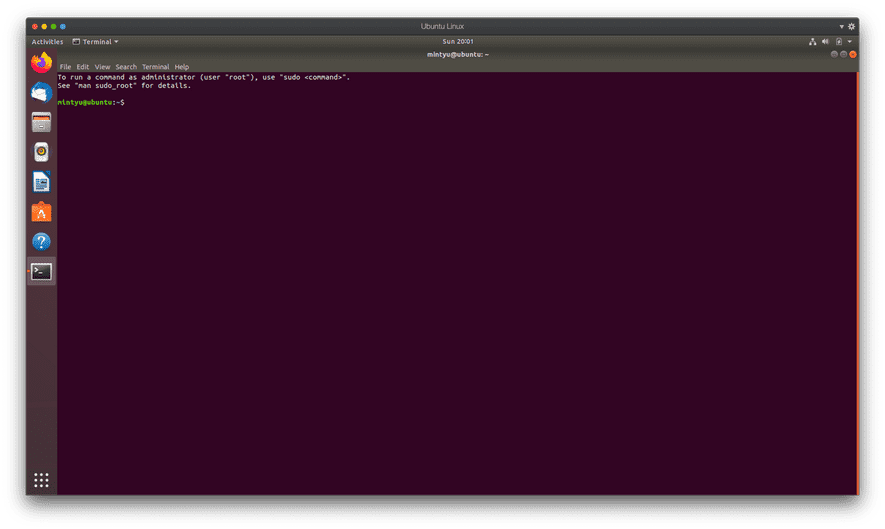 Ubuntu Linux
Activities Terminal Sun 20:01
mintyu@ubuntu: ~
File Edit View Search Terminal Help
To run a command as administrator (user "root"), use "sudo <command>".
See "man sudo_root" for details.
mintyu@ubuntu:~$